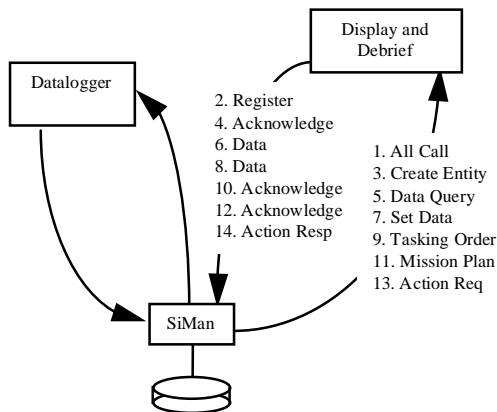 Display and
Debrief
Datalogger
2. Register
4. Acknowledge
6. Data
8. Data
10. Acknowledge
12. Acknowledge
14. Action Resp
1. All Call
3. Create Entity
5. Data Query
7. Set Data
9. Tasking Order
11. Mission Plan
13. Action Req
SiMan